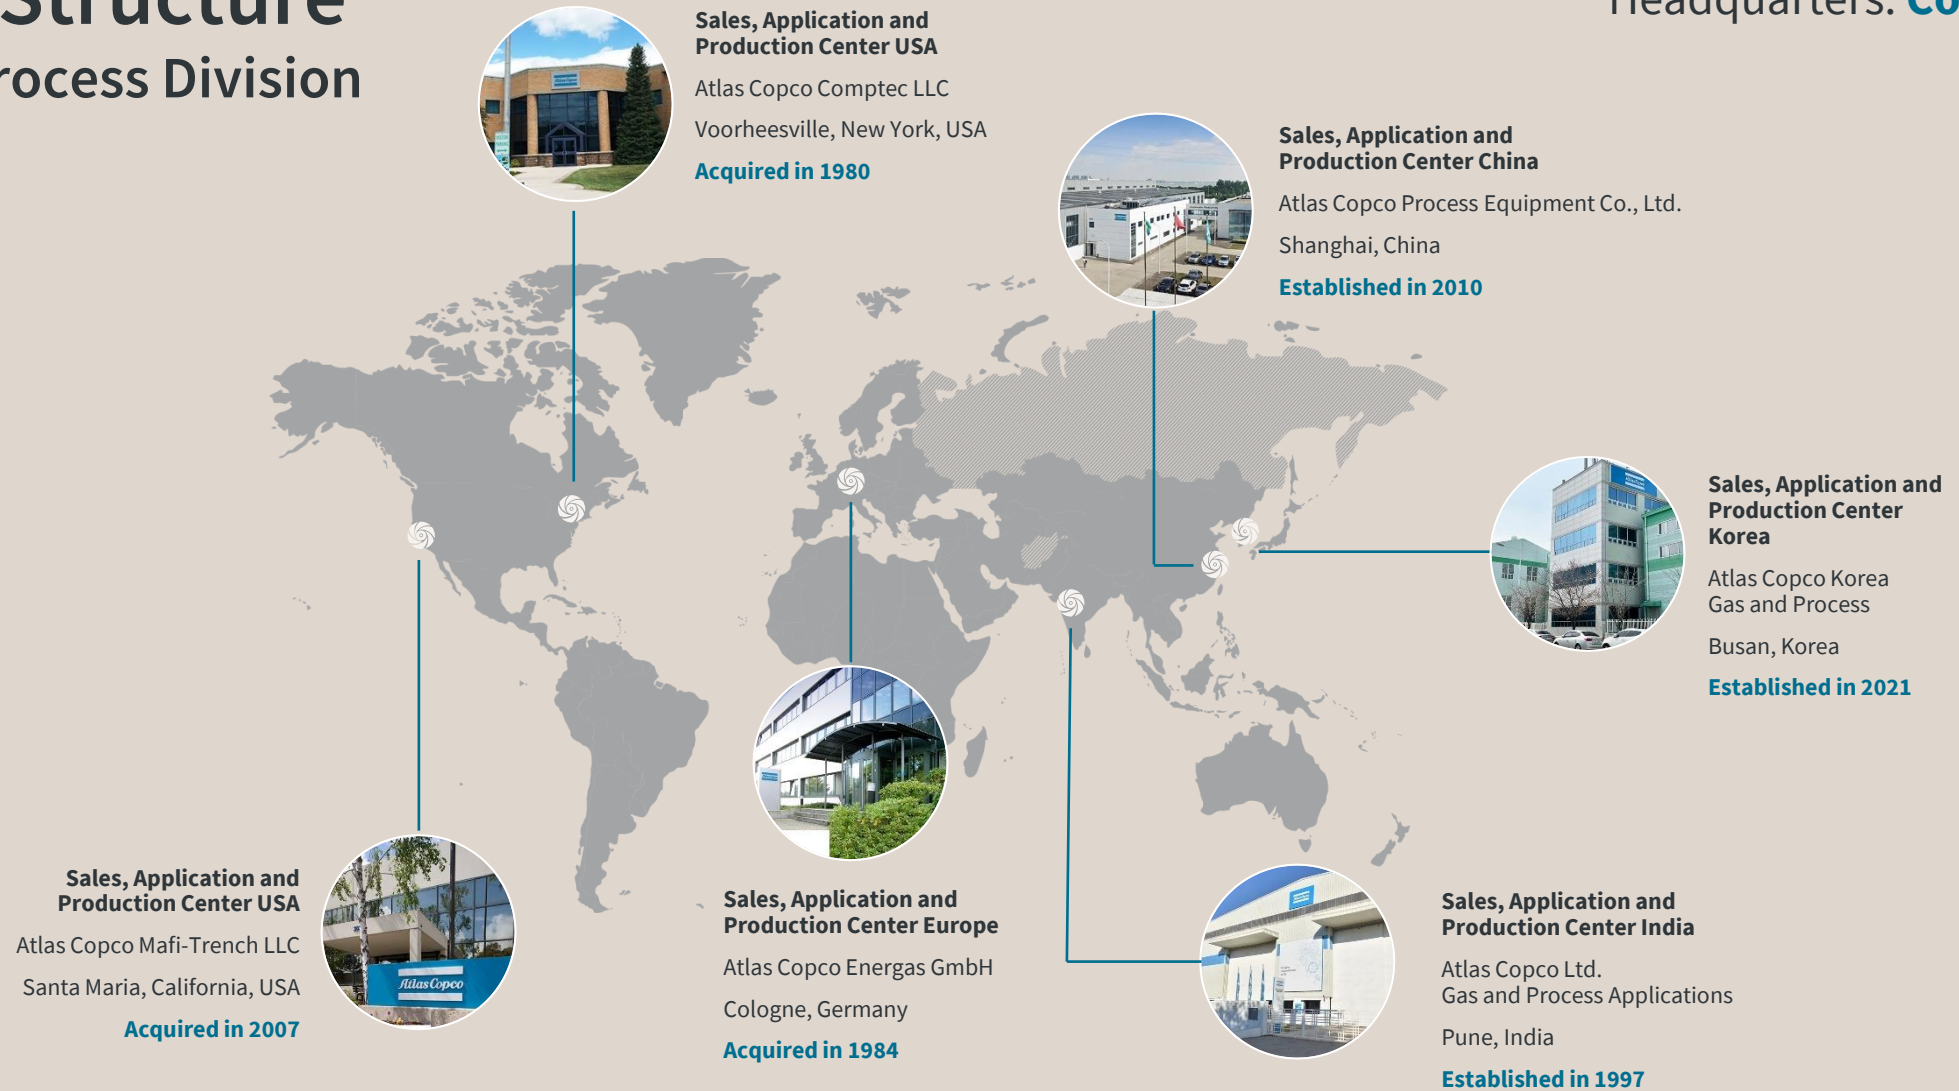 Structure
Process Division
Headquarters:
Sales, Application and
Production Center USA
Atlas Copco Comptec LLC
Voorheesville, New York, USA
Acquired in 1980
Sales, Application and
Production Center China
Atlas Copco Process Equipment Co., Ltd.
Shanghai, China
Established in 2010
Sales, Application and
Production Center
Korea
Atlas Copco Korea
Gas and Process
Busan, Korea
Established in 2021
Sales, Application and
Production Center USA
Atlas Copco Mafi-Trench LLC
Santa Maria, California, USA
Acquired in 2007
Atlas Copco
Sales, Application and
Production Center Europe
Atlas Copco Energas GmbH
Cologne, Germany
Acquired in 1984
Sales, Application and
Production Center India
Atlas Copco Ltd.
Gas and Process Applications
Pune, India
Established in 1997